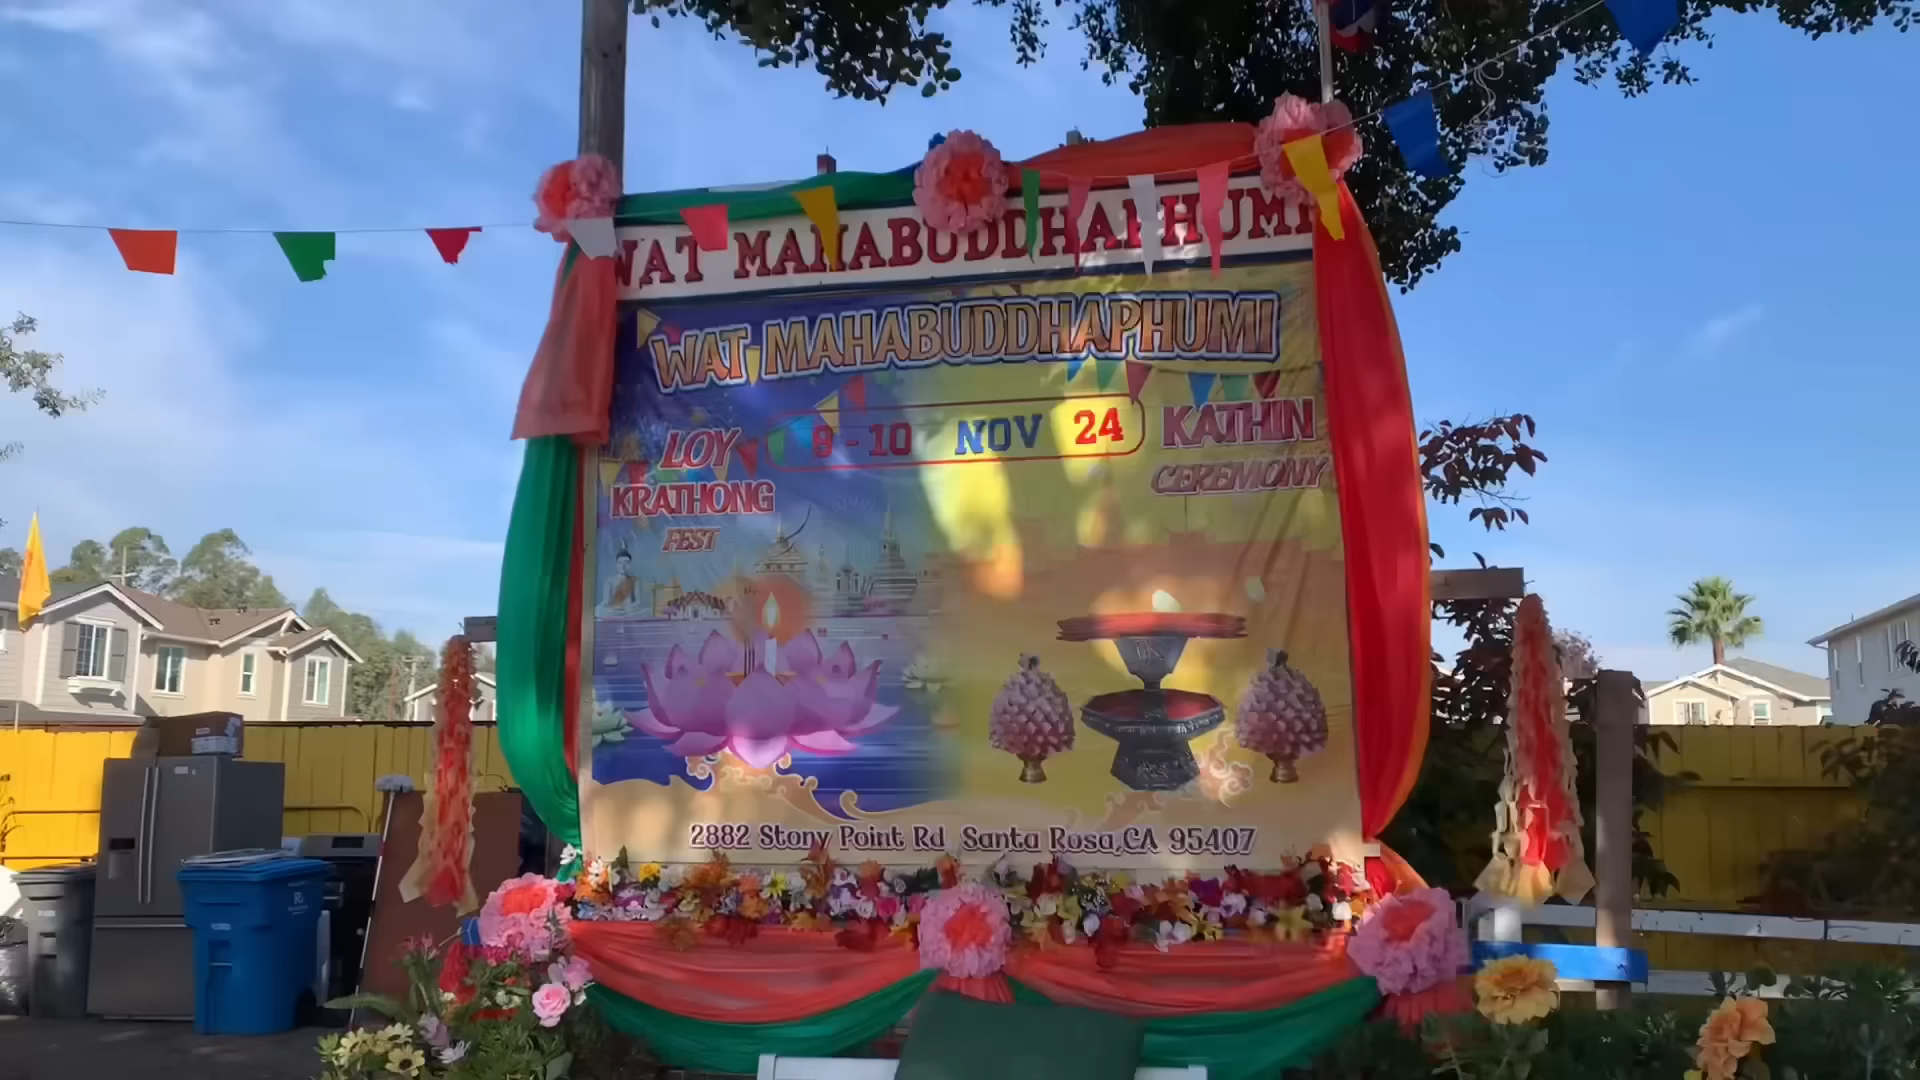 WAT MAHABUDDHAPHUMI
WAT MAHABUDDHAPHUMI
9-10 NOV 24
LOY
KRATHONG
FEST
KATHIN
CEREMONY
2882 Stony Point Rd Santa Rosa,CA 95407